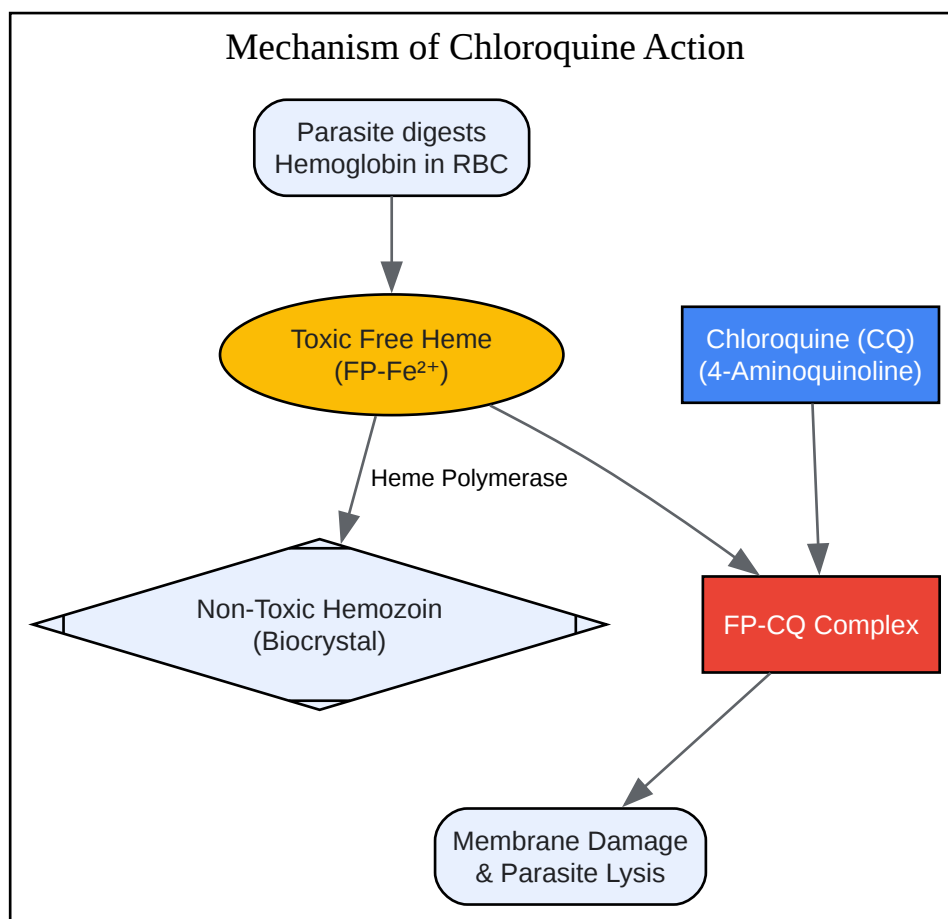 Mechanism of Chloroquine Action
Parasite digests
Hemoglobin in RBC
Toxic Free Heme
(FP-Fe²⁺)
Chloroquine (CQ)
(4-Aminoquinoline)
Heme Polymerase
Non-Toxic Hemozoin
(Biocrystal)
FP-CQ Complex
Membrane Damage
& Parasite Lysis